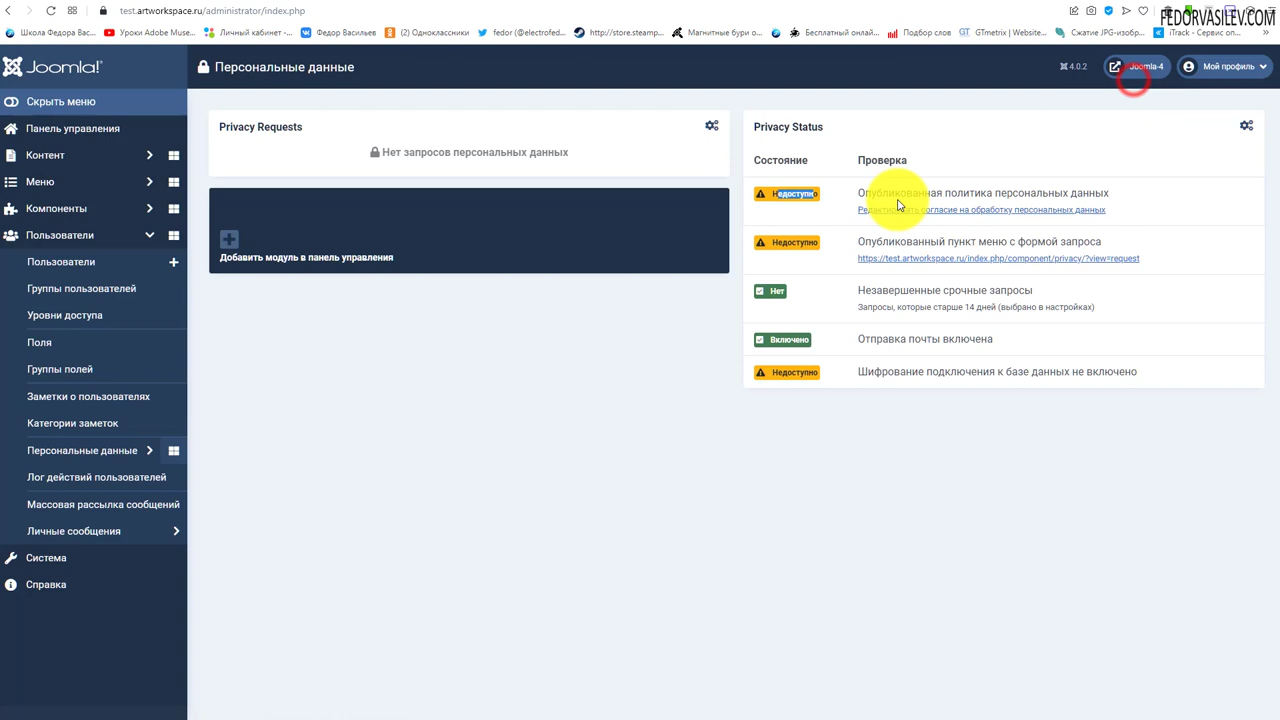 test.artworkspace.ru/administrator/index.php
FEDORVASILEV.COM
Школа Федора Вас...
Уроки Adobe Muse...
Личный кабинет -...
Федор Васильев
(2) Одноклассники
fedor (@electrofed...
http://store.steamp...
Магнитные бури о...
Бесплатный онлай...
Подбор слов
GTmetrix | Website...
Сжатие JPG-изобр...
iTrack - Сервис оп...
Joomla!
Персональные данные
4.0.2
Joomla-4
Мой профиль
Скрыть меню
Панель управления
Контент
Меню
Компоненты
Пользователи
Пользователи
Группы пользователей
Уровни доступа
Поля
Группы полей
Заметки о пользователях
Категории заметок
Персональные данные
Лог действий пользователей
Массовая рассылка сообщений
Личные сообщения
Система
Справка
Privacy Requests
Нет запросов персональных данных
Добавить модуль в панель управления
Privacy Status
Состояние Проверка
Недоступно Опубликованная политика персональных данных
Редактировать согласие на обработку персональных данных
Недоступно Опубликованный пункт меню с формой запроса
https://test.artworkspace.ru/index.php/component/privacy/?view=request
Нет Незавершенные срочные запросы
Запросы, которые старше 14 дней (выбрано в настройках)
Включено Отправка почты включена
Недоступно Шифрование подключения к базе данных не включено